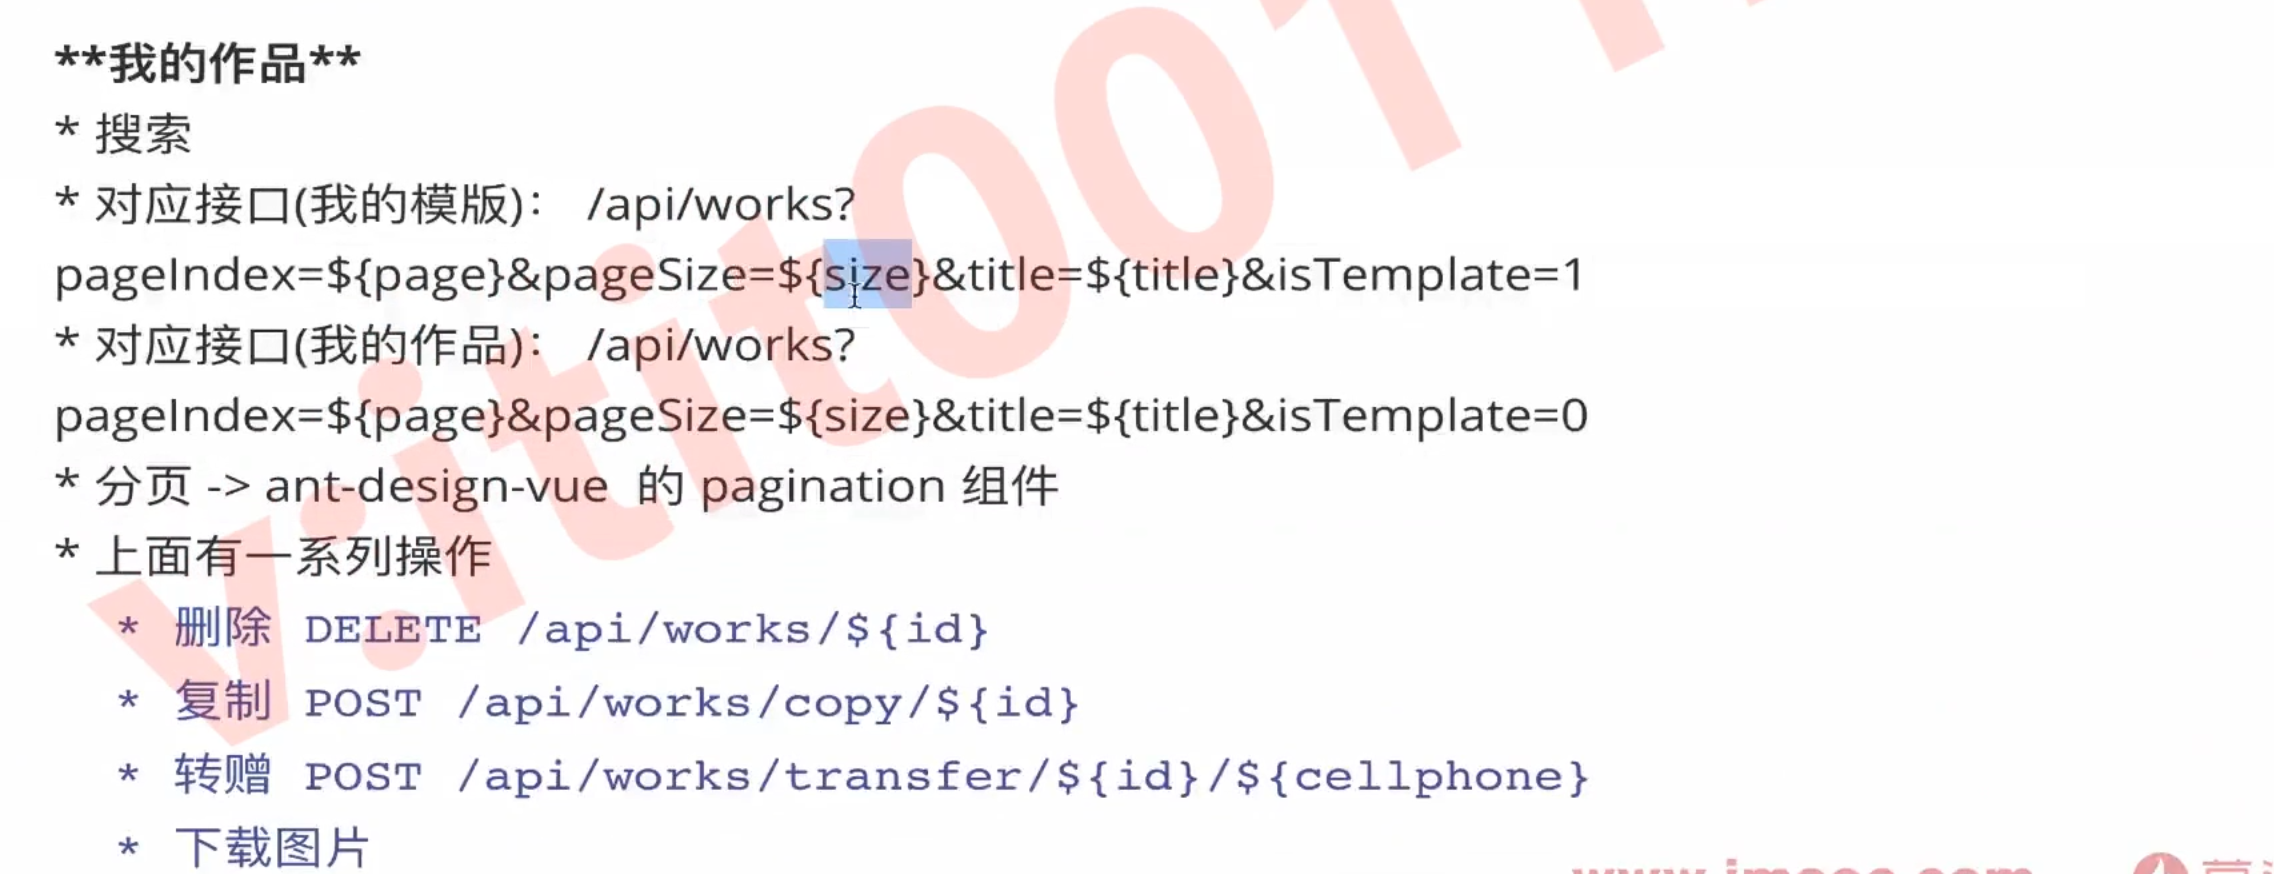 **我的作品**
* 搜索
* 对应接口(我的模版)： /api/works?
pageIndex=${page}&pageSize=${size}&title=${title}&isTemplate=1
* 对应接口(我的作品)： /api/works?
pageIndex=${page}&pageSize=${size}&title=${title}&isTemplate=0
* 分页 -> ant-design-vue 的 pagination 组件
* 上面有一系列操作
* 删除 DELETE /api/works/${id}
* 复制 POST /api/works/copy/${id}
* 转赠 POST /api/works/transfer/${id}/${cellphone}
* 下载图片
v:itit001